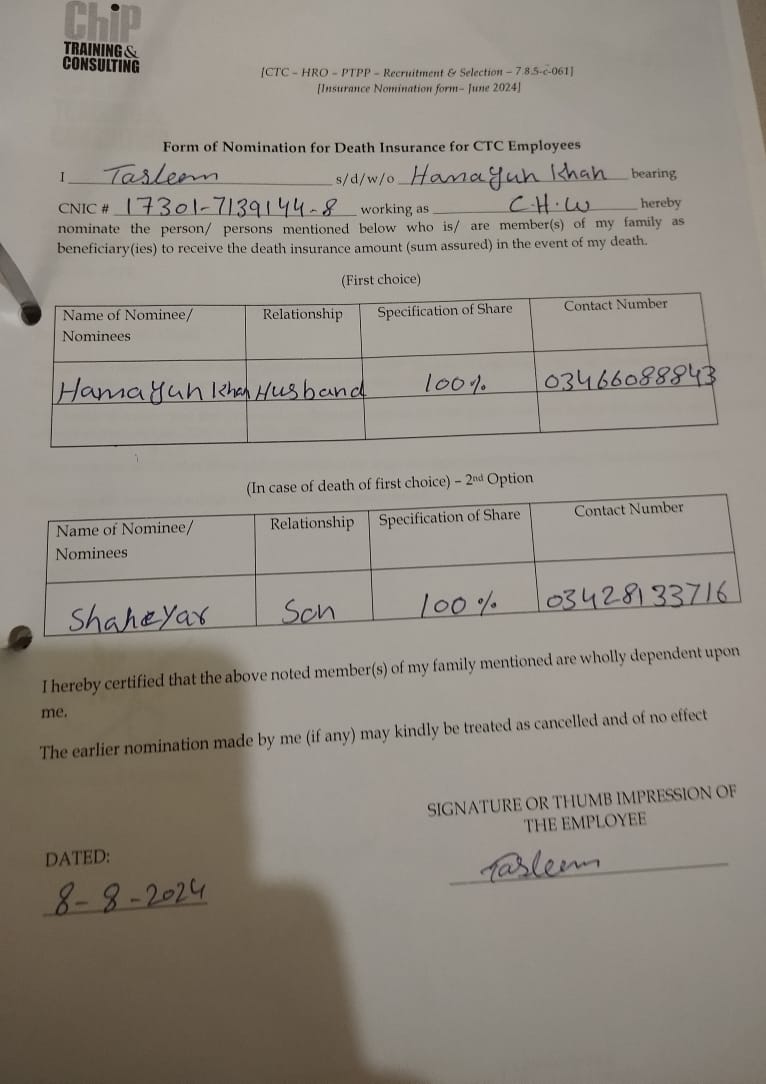 Chip
TRAINING &
CONSULTING
[CTC – HRO – PTPP – Recruitment & Selection – 7.8.5-c-061]
[Insurance Nomination form– June 2024]
Form of Nomination for Death Insurance for CTC Employees
I Tasleem s/d/w/o Hamayun Khan bearing
CNIC # 17301-7139144-8 working as C.H.W hereby
nominate the person/ persons mentioned below who is/ are member(s) of my family as
beneficiary(ies) to receive the death insurance amount (sum assured) in the event of my death.
(First choice)
Name of Nominee/ Relationship Specification of Share Contact Number
Nominees
Hamayun Khan Husband 100% 03466088843
(In case of death of first choice) – 2nd Option
Name of Nominee/ Relationship Specification of Share Contact Number
Nominees
Shaheyar Son 100% 03428133716
I hereby certified that the above noted member(s) of my family mentioned are wholly dependent upon
me.
The earlier nomination made by me (if any) may kindly be treated as cancelled and of no effect
SIGNATURE OR THUMB IMPRESSION OF
THE EMPLOYEE
DATED:
Tasleem
8-8-2024